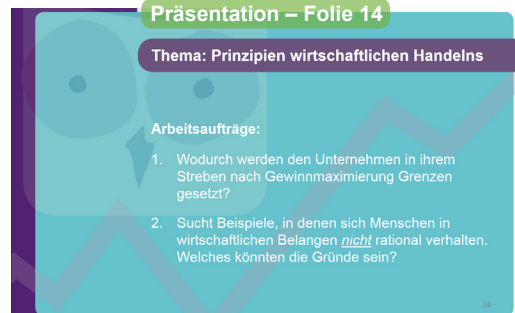 Präsentation – Folie 14
Thema: Prinzipien wirtschaftlichen Handelns
Arbeitsaufträge:
1. Wodurch werden den Unternehmen in ihrem
Streben nach Gewinnmaximierung Grenzen
gesetzt?
2. Sucht Beispiele, in denen sich Menschen in
wirtschaftlichen Belangen nicht rational verhalten.
Welches könnten die Gründe sein?
14